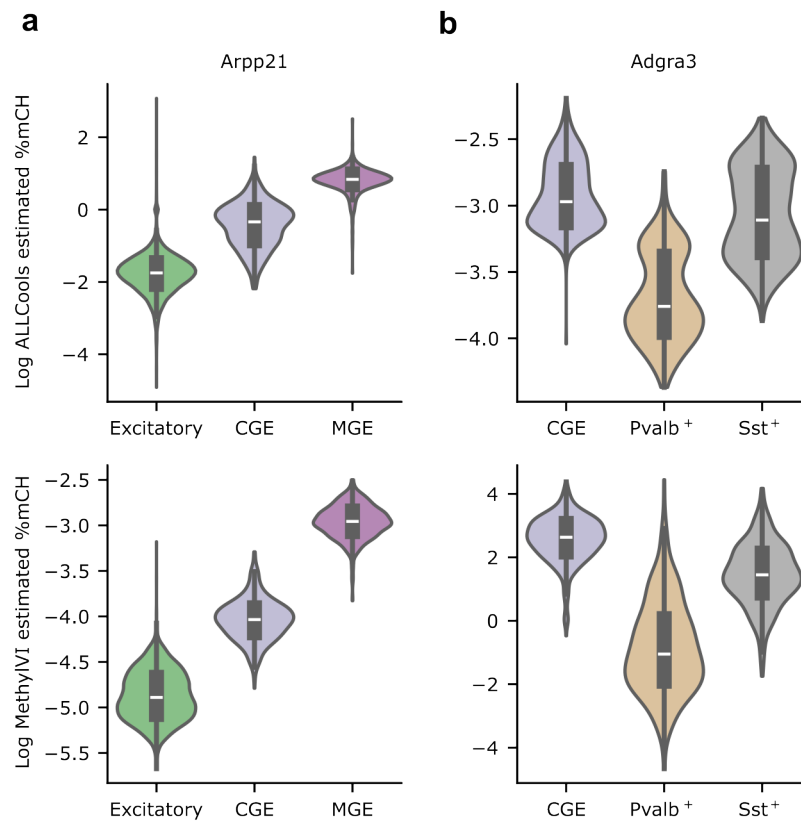 a
b
Arpp21
Adgra3
Log ALLCools estimated %mCH
2
0
−2
−4
Excitatory CGE MGE
−2.5
−3.0
−3.5
−4.0
CGE Pvalb⁺ Sst⁺
Log MethylVI estimated %mCH
−2.5
−3.0
−3.5
−4.0
−4.5
−5.0
−5.5
Excitatory CGE MGE
4
2
0
−2
−4
CGE Pvalb⁺ Sst⁺